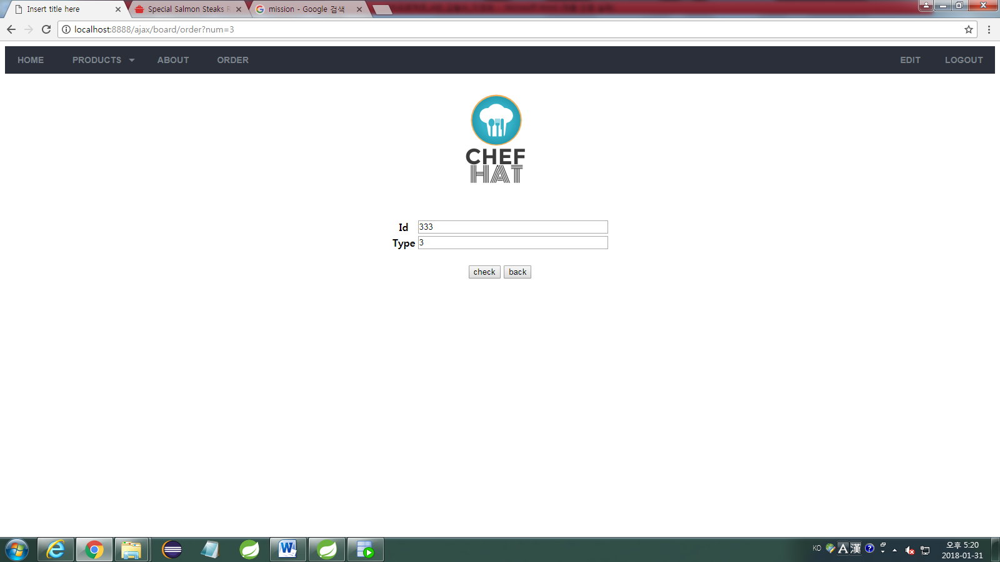 Insert title here
Special Salmon Steaks R
mission - Google 검색
localhost:8888/ajax/board/order?num=3
HOME PRODUCTS ABOUT ORDER EDIT LOGOUT
CHEF
HAT
Id 333
Type 3
check back
KO A 漢
오후 5:20
2018-01-31